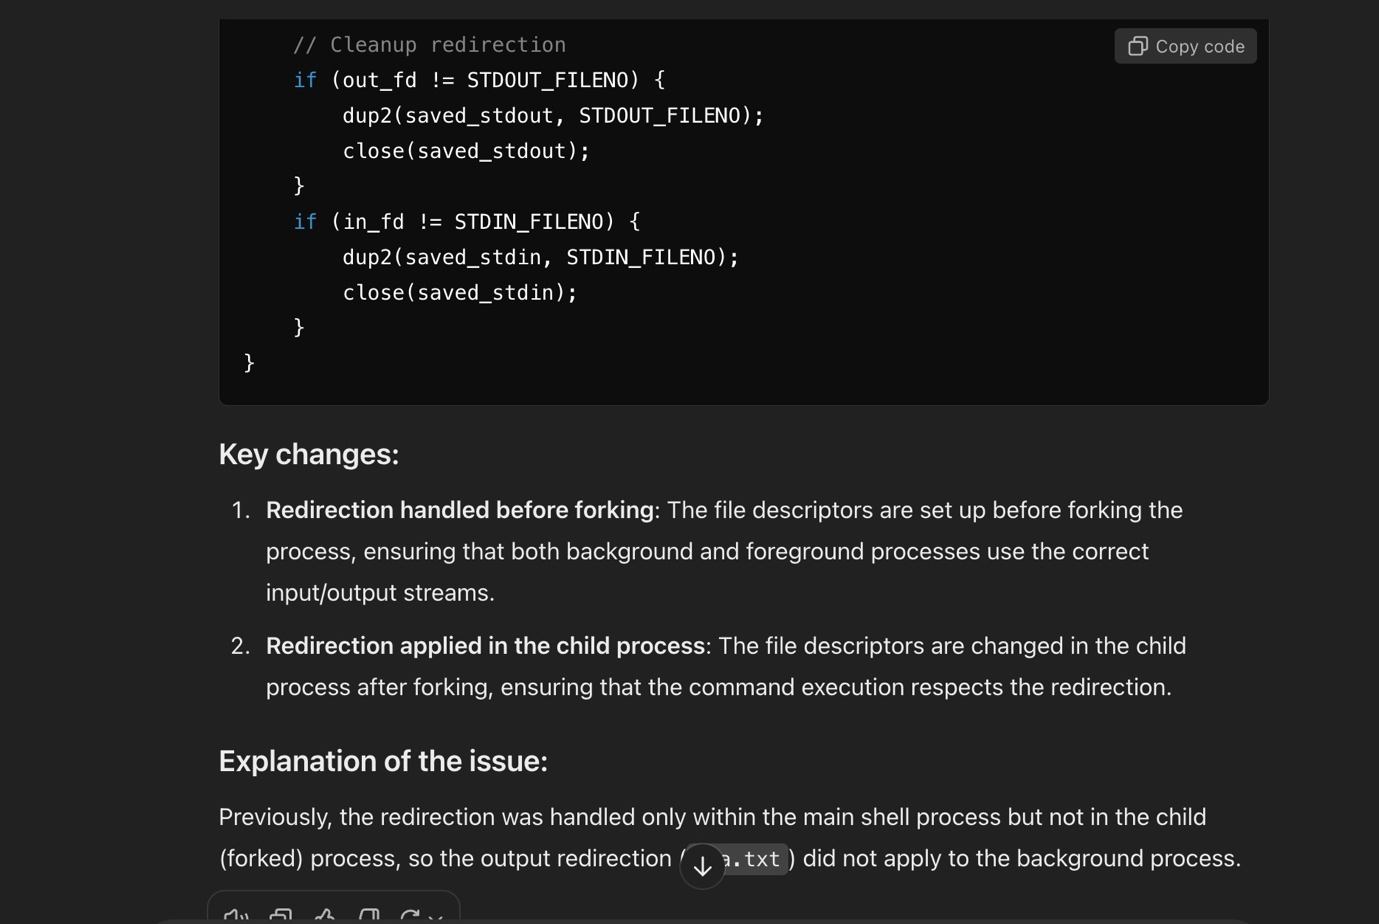 // Cleanup redirection
Copy code
if (out_fd != STDOUT_FILENO) {
dup2(saved_stdout, STDOUT_FILENO);
close(saved_stdout);
}
if (in_fd != STDIN_FILENO) {
dup2(saved_stdin, STDIN_FILENO);
close(saved_stdin);
}
}
Key changes:
1. Redirection handled before forking: The file descriptors are set up before forking the
process, ensuring that both background and foreground processes use the correct
input/output streams.
2. Redirection applied in the child process: The file descriptors are changed in the child
process after forking, ensuring that the command execution respects the redirection.
Explanation of the issue:
Previously, the redirection was handled only within the main shell process but not in the child
(forked) process, so the output redirection ( a.txt ) did not apply to the background process.